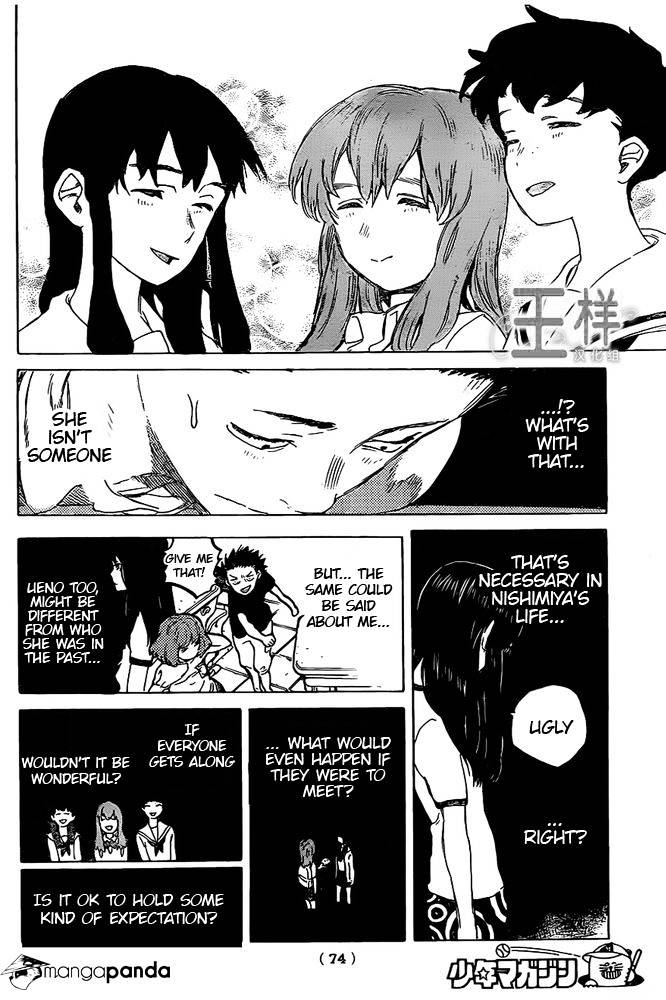 王样
汉化组
...!?
WHAT'S
WITH
THAT...
SHE
ISN'T
SOMEONE
THAT'S
NECESSARY IN
NISHIMIYA'S
LIFE...
UGLY
...
RIGHT?
BUT... THE
SAME COULD
BE SAID
ABOUT ME...
GIVE ME
THAT!
UENO TOO,
MIGHT BE
DIFFERENT
FROM WHO
SHE WAS IN
THE PAST...
... WHAT WOULD
EVEN HAPPEN IF
THEY WERE TO
MEET?
IF
EVERYONE
GETS ALONG
WOULDN'T IT BE
WONDERFUL?
IS IT OK TO HOLD SOME
KIND OF EXPECTATION?
mangapanda
( 74 )
少年マガジン